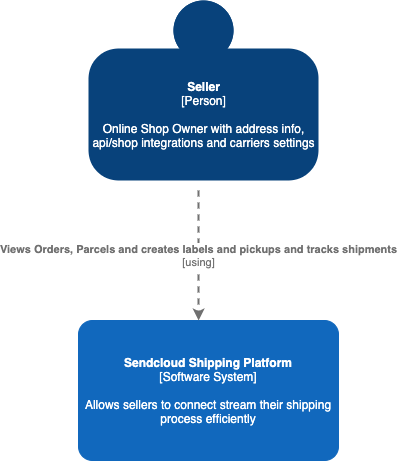 Seller
[Person]
Online Shop Owner with address info,
api/shop integrations and carriers settings
Views Orders, Parcels and creates labels and pickups and tracks shipments
[using]
Sendcloud Shipping Platform
[Software System]
Allows sellers to connect stream their shipping
process efficiently